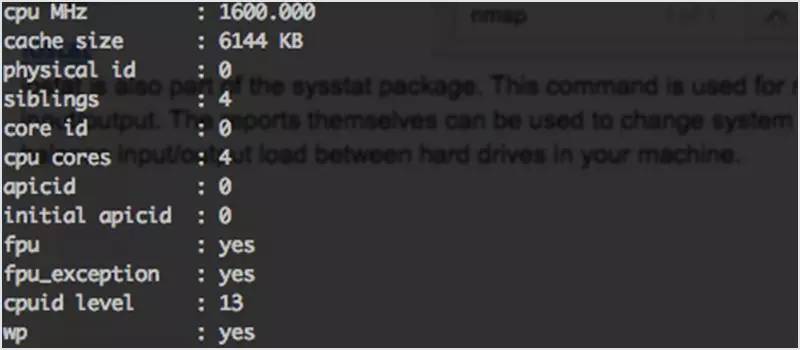 cpu MHz : 1600.000
nmap
cache size : 6144 KB
physical id : 0
is also part of the sysstat package. This command is used for
siblings : 4
input/output. The reports themselves can be used to change system
core id : 0
cpu cores : 4
input/output load between hard drives in your machine.
apicid : 0
initial apicid : 0
fpu : yes
fpu_exception : yes
cpuid level : 13
wp : yes